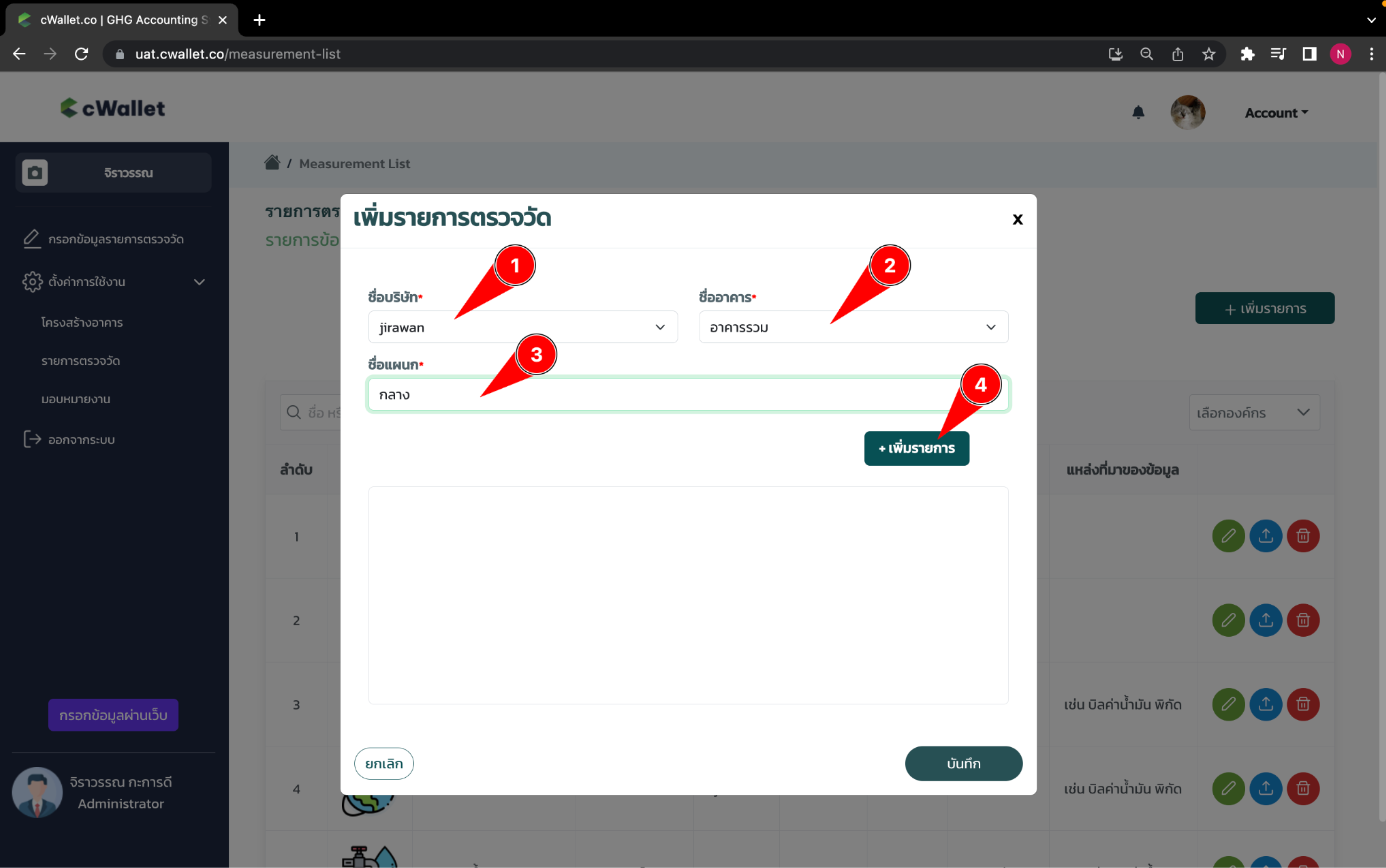 cWallet.co | GHG Accounting S
uat.cwallet.co/measurement-list
N
cWallet
Account
จิราวรรณ
/ Measurement List
กรอกข้อมูลรายการตรวจวัด
ตั้งค่าการใช้งาน
โครงสร้างอาคาร
รายการตรวจวัด
มอบหมายงาน
ออกจากระบบ
กรอกข้อมูลผ่านเว็บ
จิราวรรณ กะการดี
Administrator
รายการตร
รายการข้อ
+ เพิ่มรายการ
ชื่อ หรื
เลือกองค์กร
ลำดับ
แหล่งที่มาของข้อมูล
1
2
3
เช่น บิลค่าน้ำมัน พิกัด
4
เช่น บิลค่าน้ำมัน พิกัด
เพิ่มรายการตรวจวัด
x
1
2
ชื่อบริษัท*
ชื่ออาคาร*
jirawan
อาคารรวม
3
ชื่อแผนก*
4
กลาง
+ เพิ่มรายการ
ยกเลิก
บันทึก